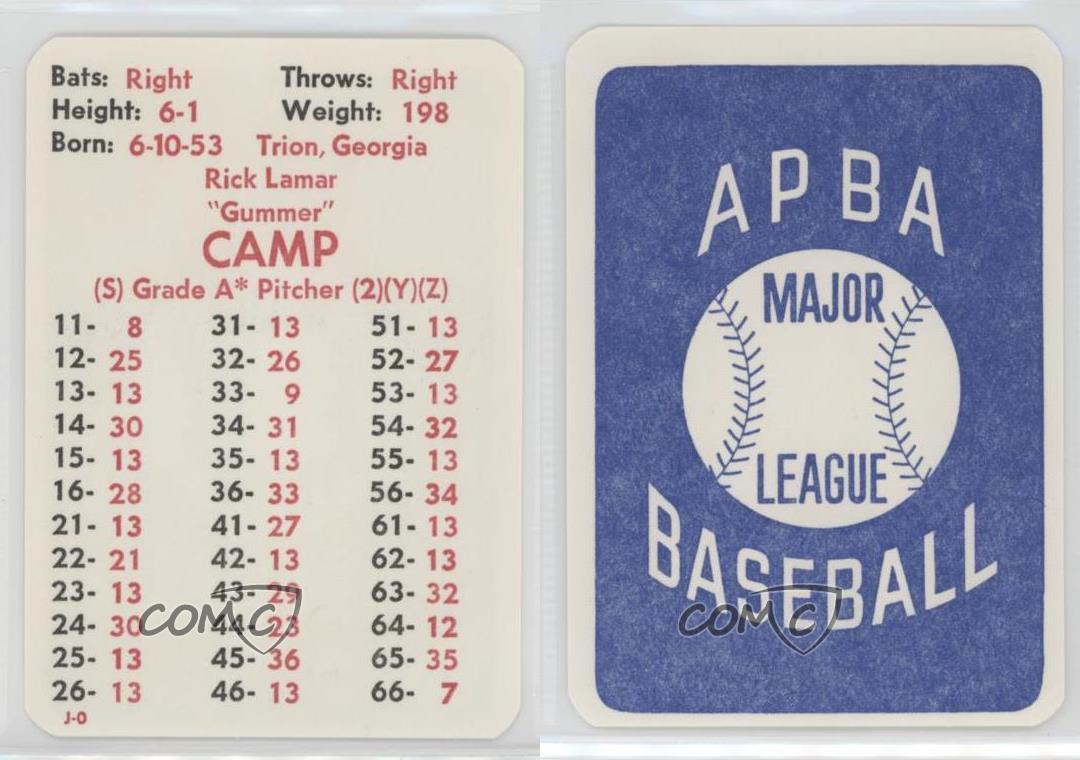 Bats: Right Throws: Right
Height: 6-1 Weight: 198
Born: 6-10-53 Trion, Georgia
Rick Lamar
"Gummer"
CAMP
(S) Grade A* Pitcher (2)(Y)(Z)
11- 8 31- 13 51- 13
12- 25 32- 26 52- 27
13- 13 33- 9 53- 13
14- 30 34- 31 54- 32
15- 13 35- 13 55- 13
16- 28 36- 33 56- 34
21- 13 41- 27 61- 13
22- 21 42- 13 62- 13
23- 13 43- 29 63- 32
24- 30 44- 23 64- 12
25- 13 45- 36 65- 35
26- 13 46- 13 66- 7
J-O
COMC
APBA
MAJOR
LEAGUE
BASEBALL
COMC